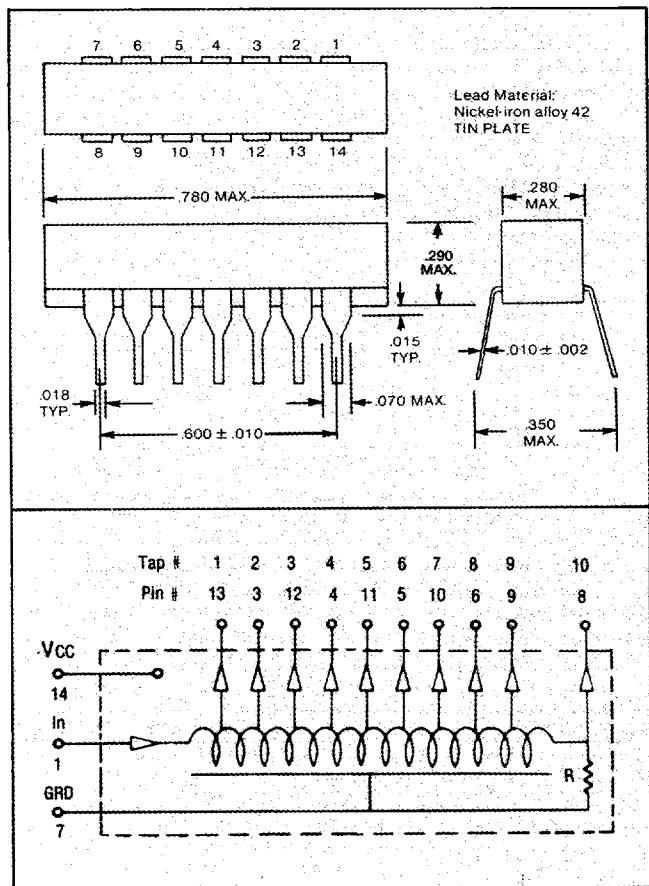 7 6 5 4 3 2 1
Lead Material:
Nickel-iron alloy 42
TIN PLATE
8 9 10 11 12 13 14
.780 MAX.
.280
MAX.
.290
MAX.
.015
TYP.
.010 ± .002
.018
TYP.
.070 MAX.
.600 ± .010
.350
MAX.
Tap # 1 2 3 4 5 6 7 8 9 10
Pin # 13 3 12 4 11 5 10 6 9 8
VCC
14
In
1
R
GRD
7